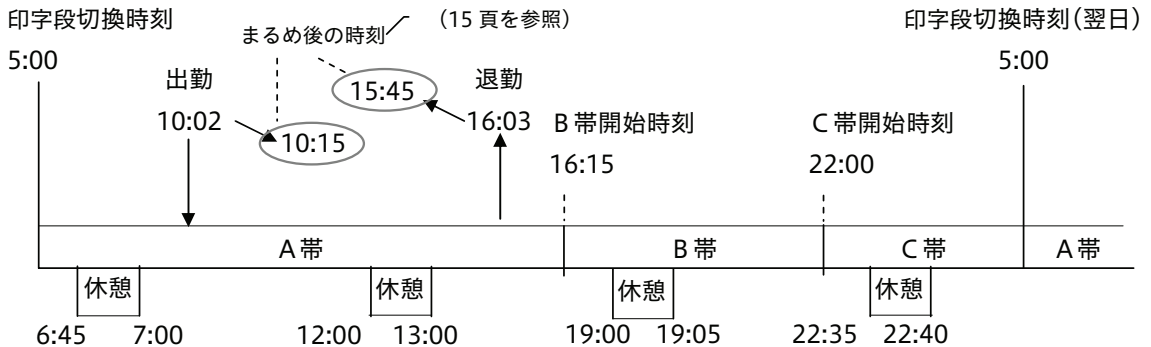 印字段切換時刻
5:00
まるめ後の時刻
(15 頁を参照)
印字段切換時刻(翌日)
5:00
出勤
10:02
10:15
15:45
退勤
16:03
B 帯開始時刻
16:15
C 帯開始時刻
22:00
A 帯
B 帯
C 帯
A 帯
休憩
休憩
休憩
休憩
6:45 7:00 12:00 13:00 19:00 19:05 22:35 22:40